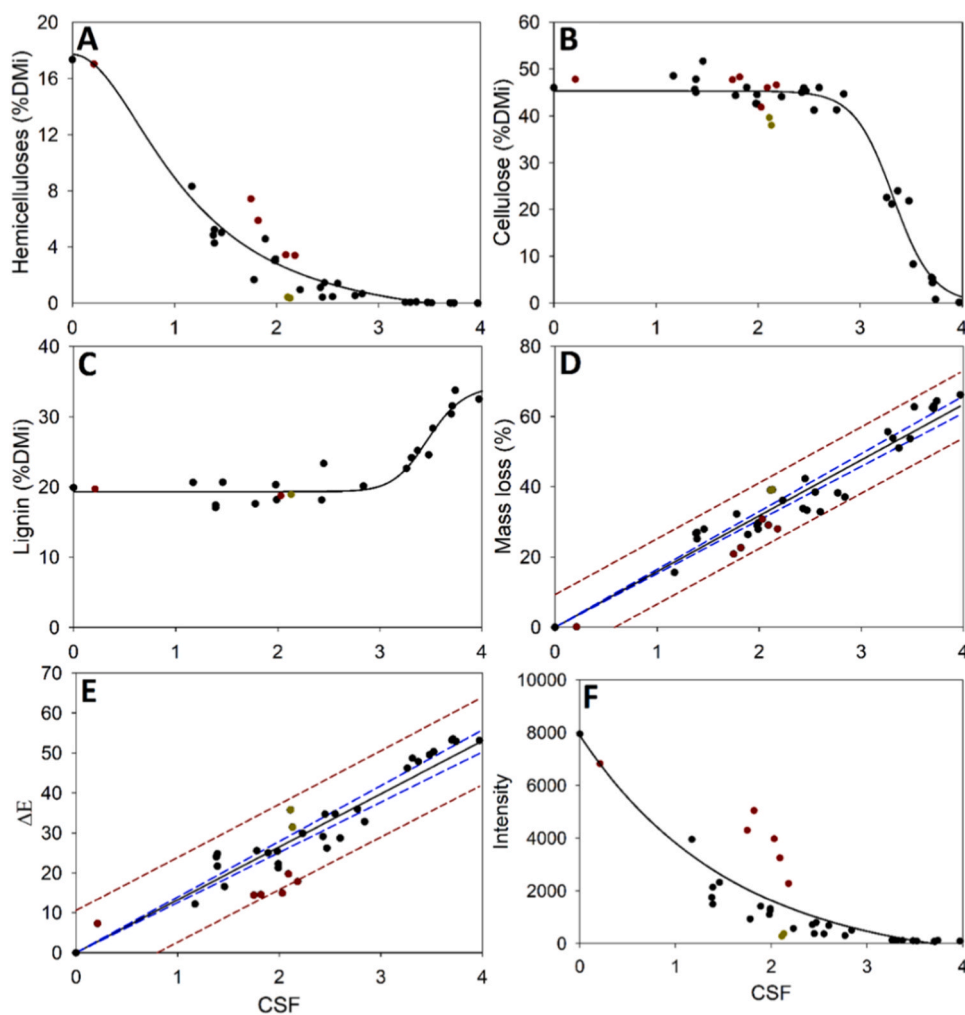 A
Hemicelluloses (%DMi)
20
16
12
8
4
0
0 1 2 3 4
B
Cellulose (%DMi)
60
50
40
30
20
10
0
0 1 2 3 4
C
Lignin (%DMi)
40
30
20
10
0
0 1 2 3 4
D
Mass loss (%)
80
60
40
20
0
0 1 2 3 4
E
ΔE
70
60
50
40
30
20
10
0
0 1 2 3 4
CSF
F
Intensity
10000
8000
6000
4000
2000
0
0 1 2 3 4
CSF